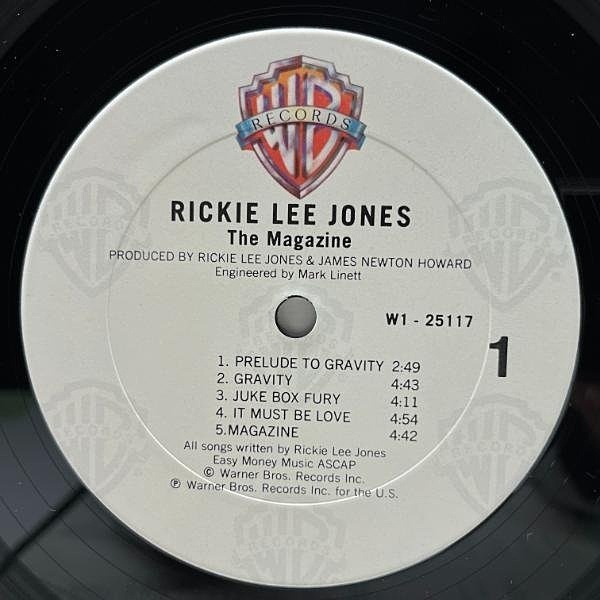 WB
RECORDS
RICKIE LEE JONES
The Magazine
PRODUCED BY RICKIE LEE JONES & JAMES NEWTON HOWARD
Engineered by Mark Linett
W1 - 25117
1
1. PRELUDE TO GRAVITY 2:49
2. GRAVITY 4:43
3. JUKE BOX FURY 4:11
4. IT MUST BE LOVE 4:54
5.MAGAZINE 4:42
All songs written by Rickie Lee Jones
Easy Money Music ASCAP
© Warner Bros. Records Inc.
℗ Warner Bros. Records Inc. for the U.S.